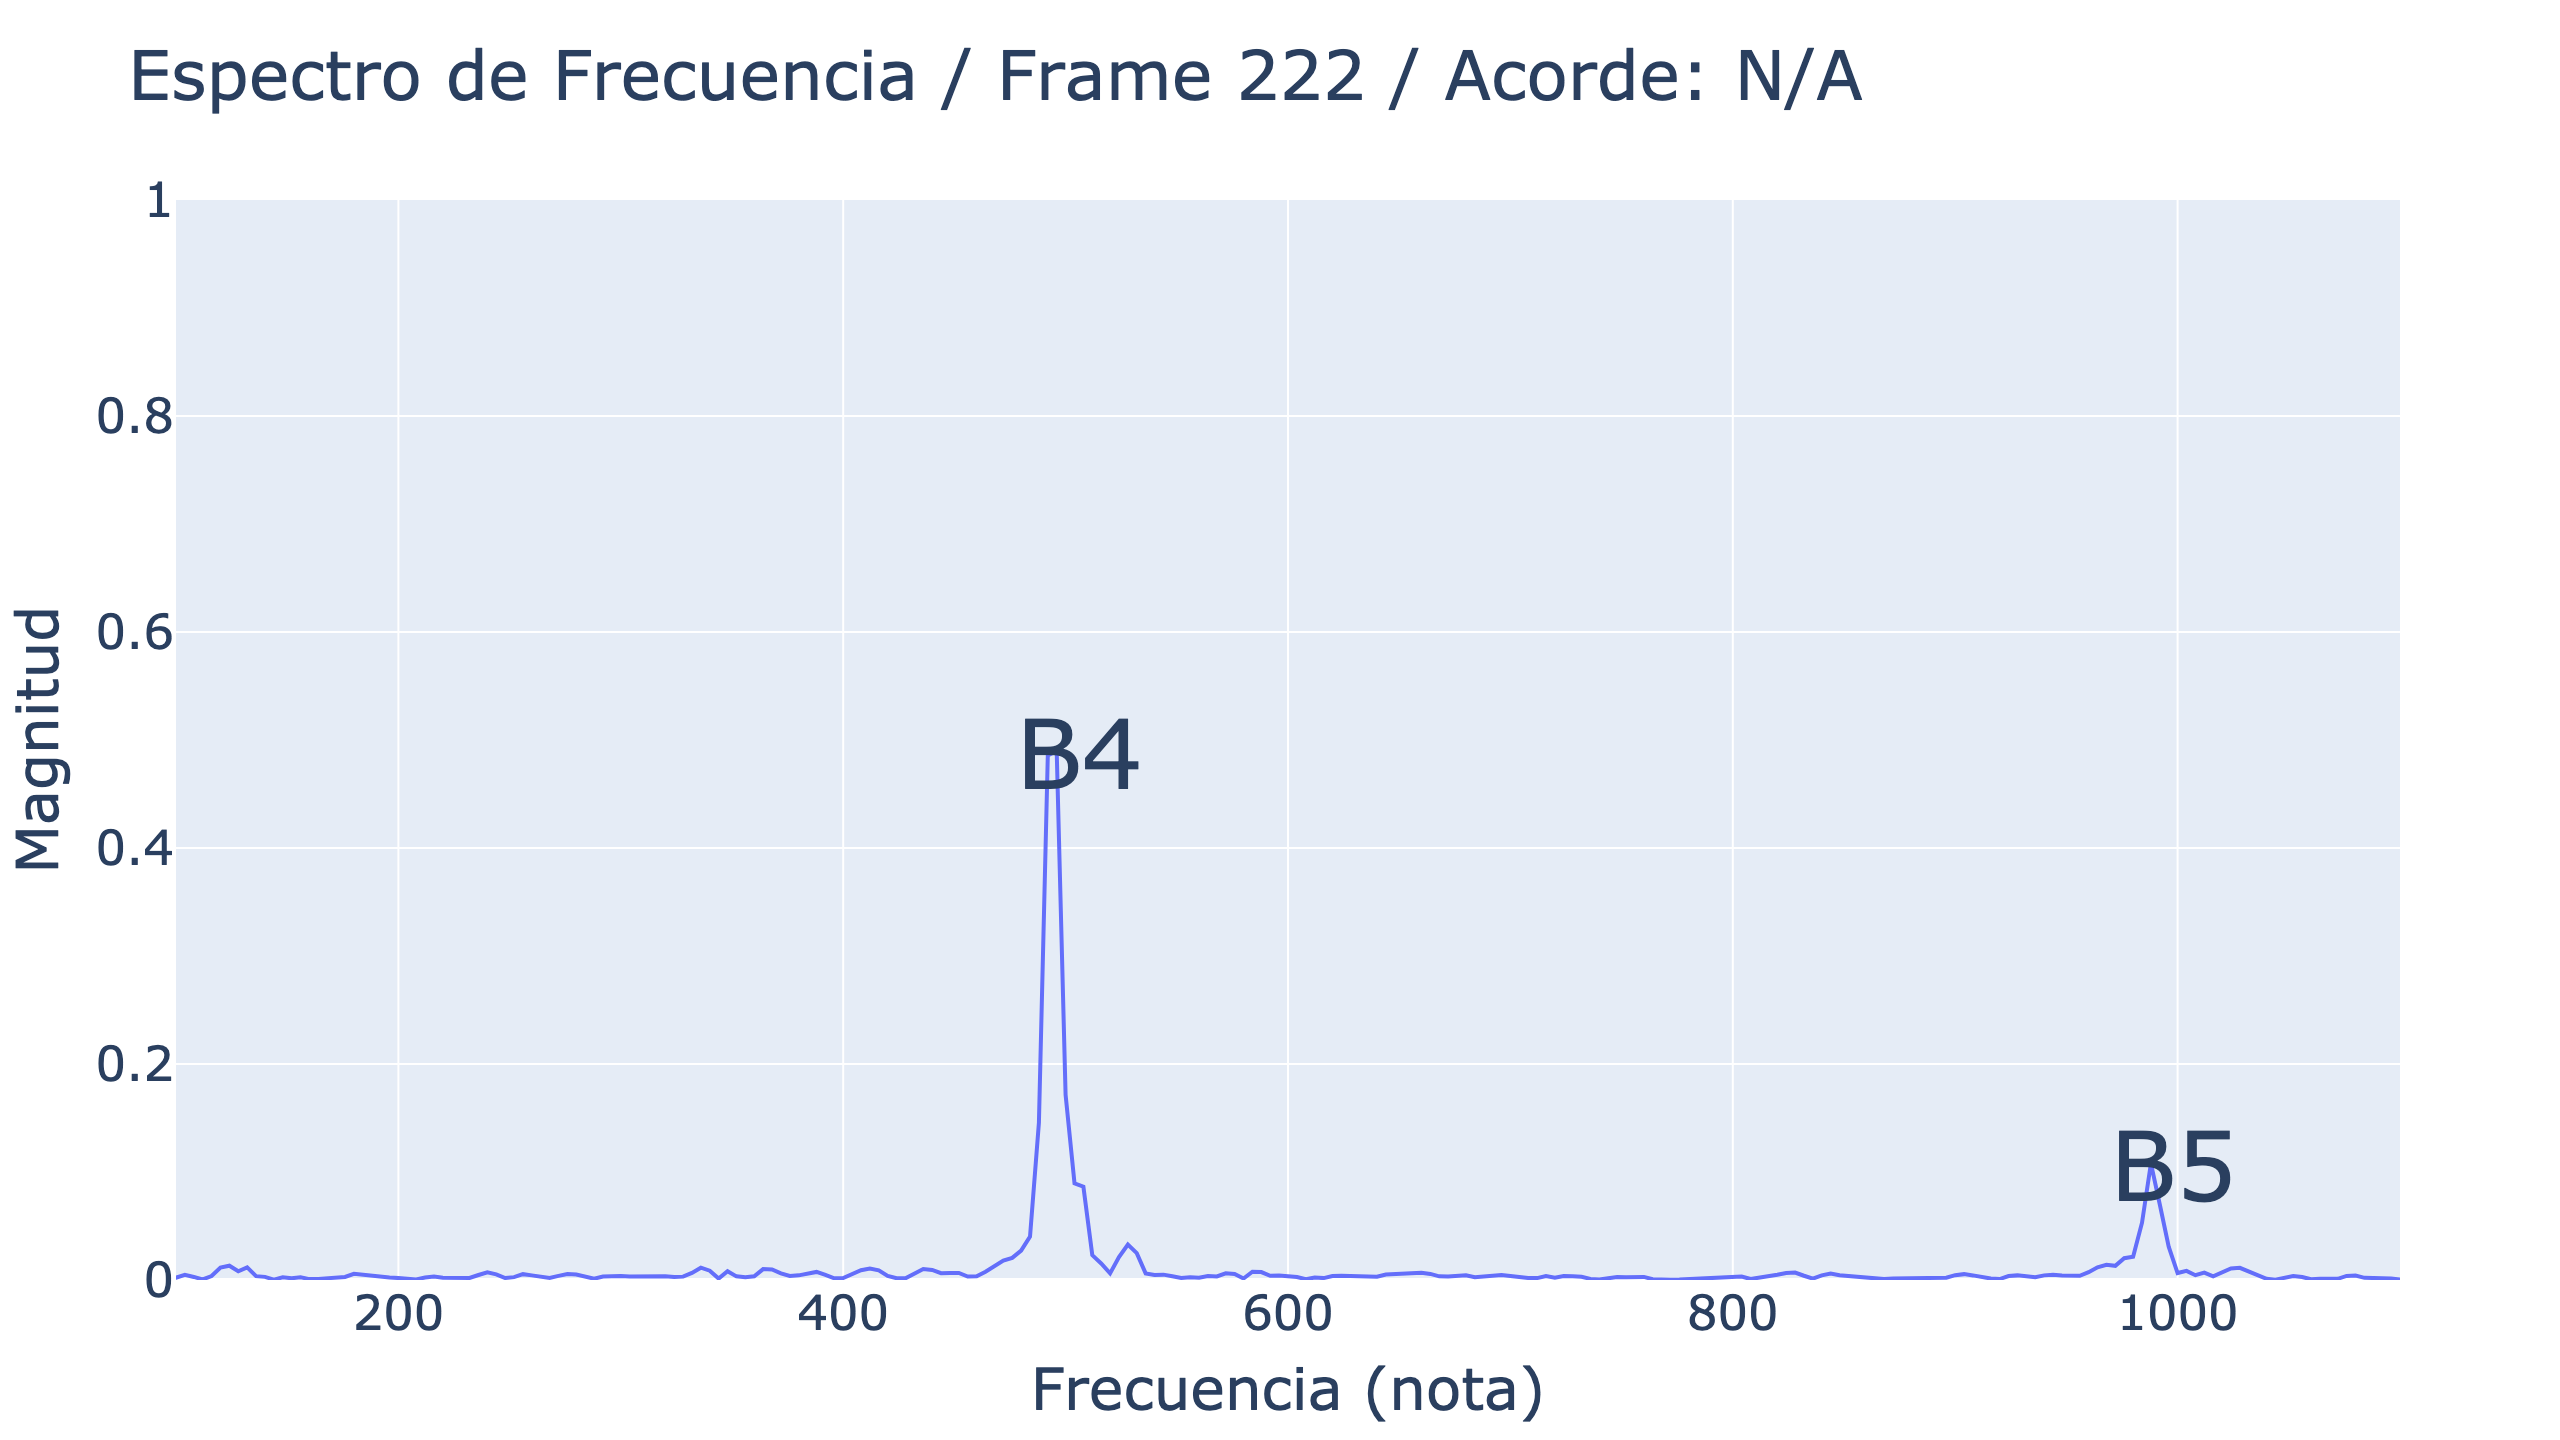 Espectro de Frecuencia / Frame 222 / Acorde: N/A
1
0.8
0.6
0.4
0.2
0
Magnitud
B4
B5
200 400 600 800 1000
Frecuencia (nota)